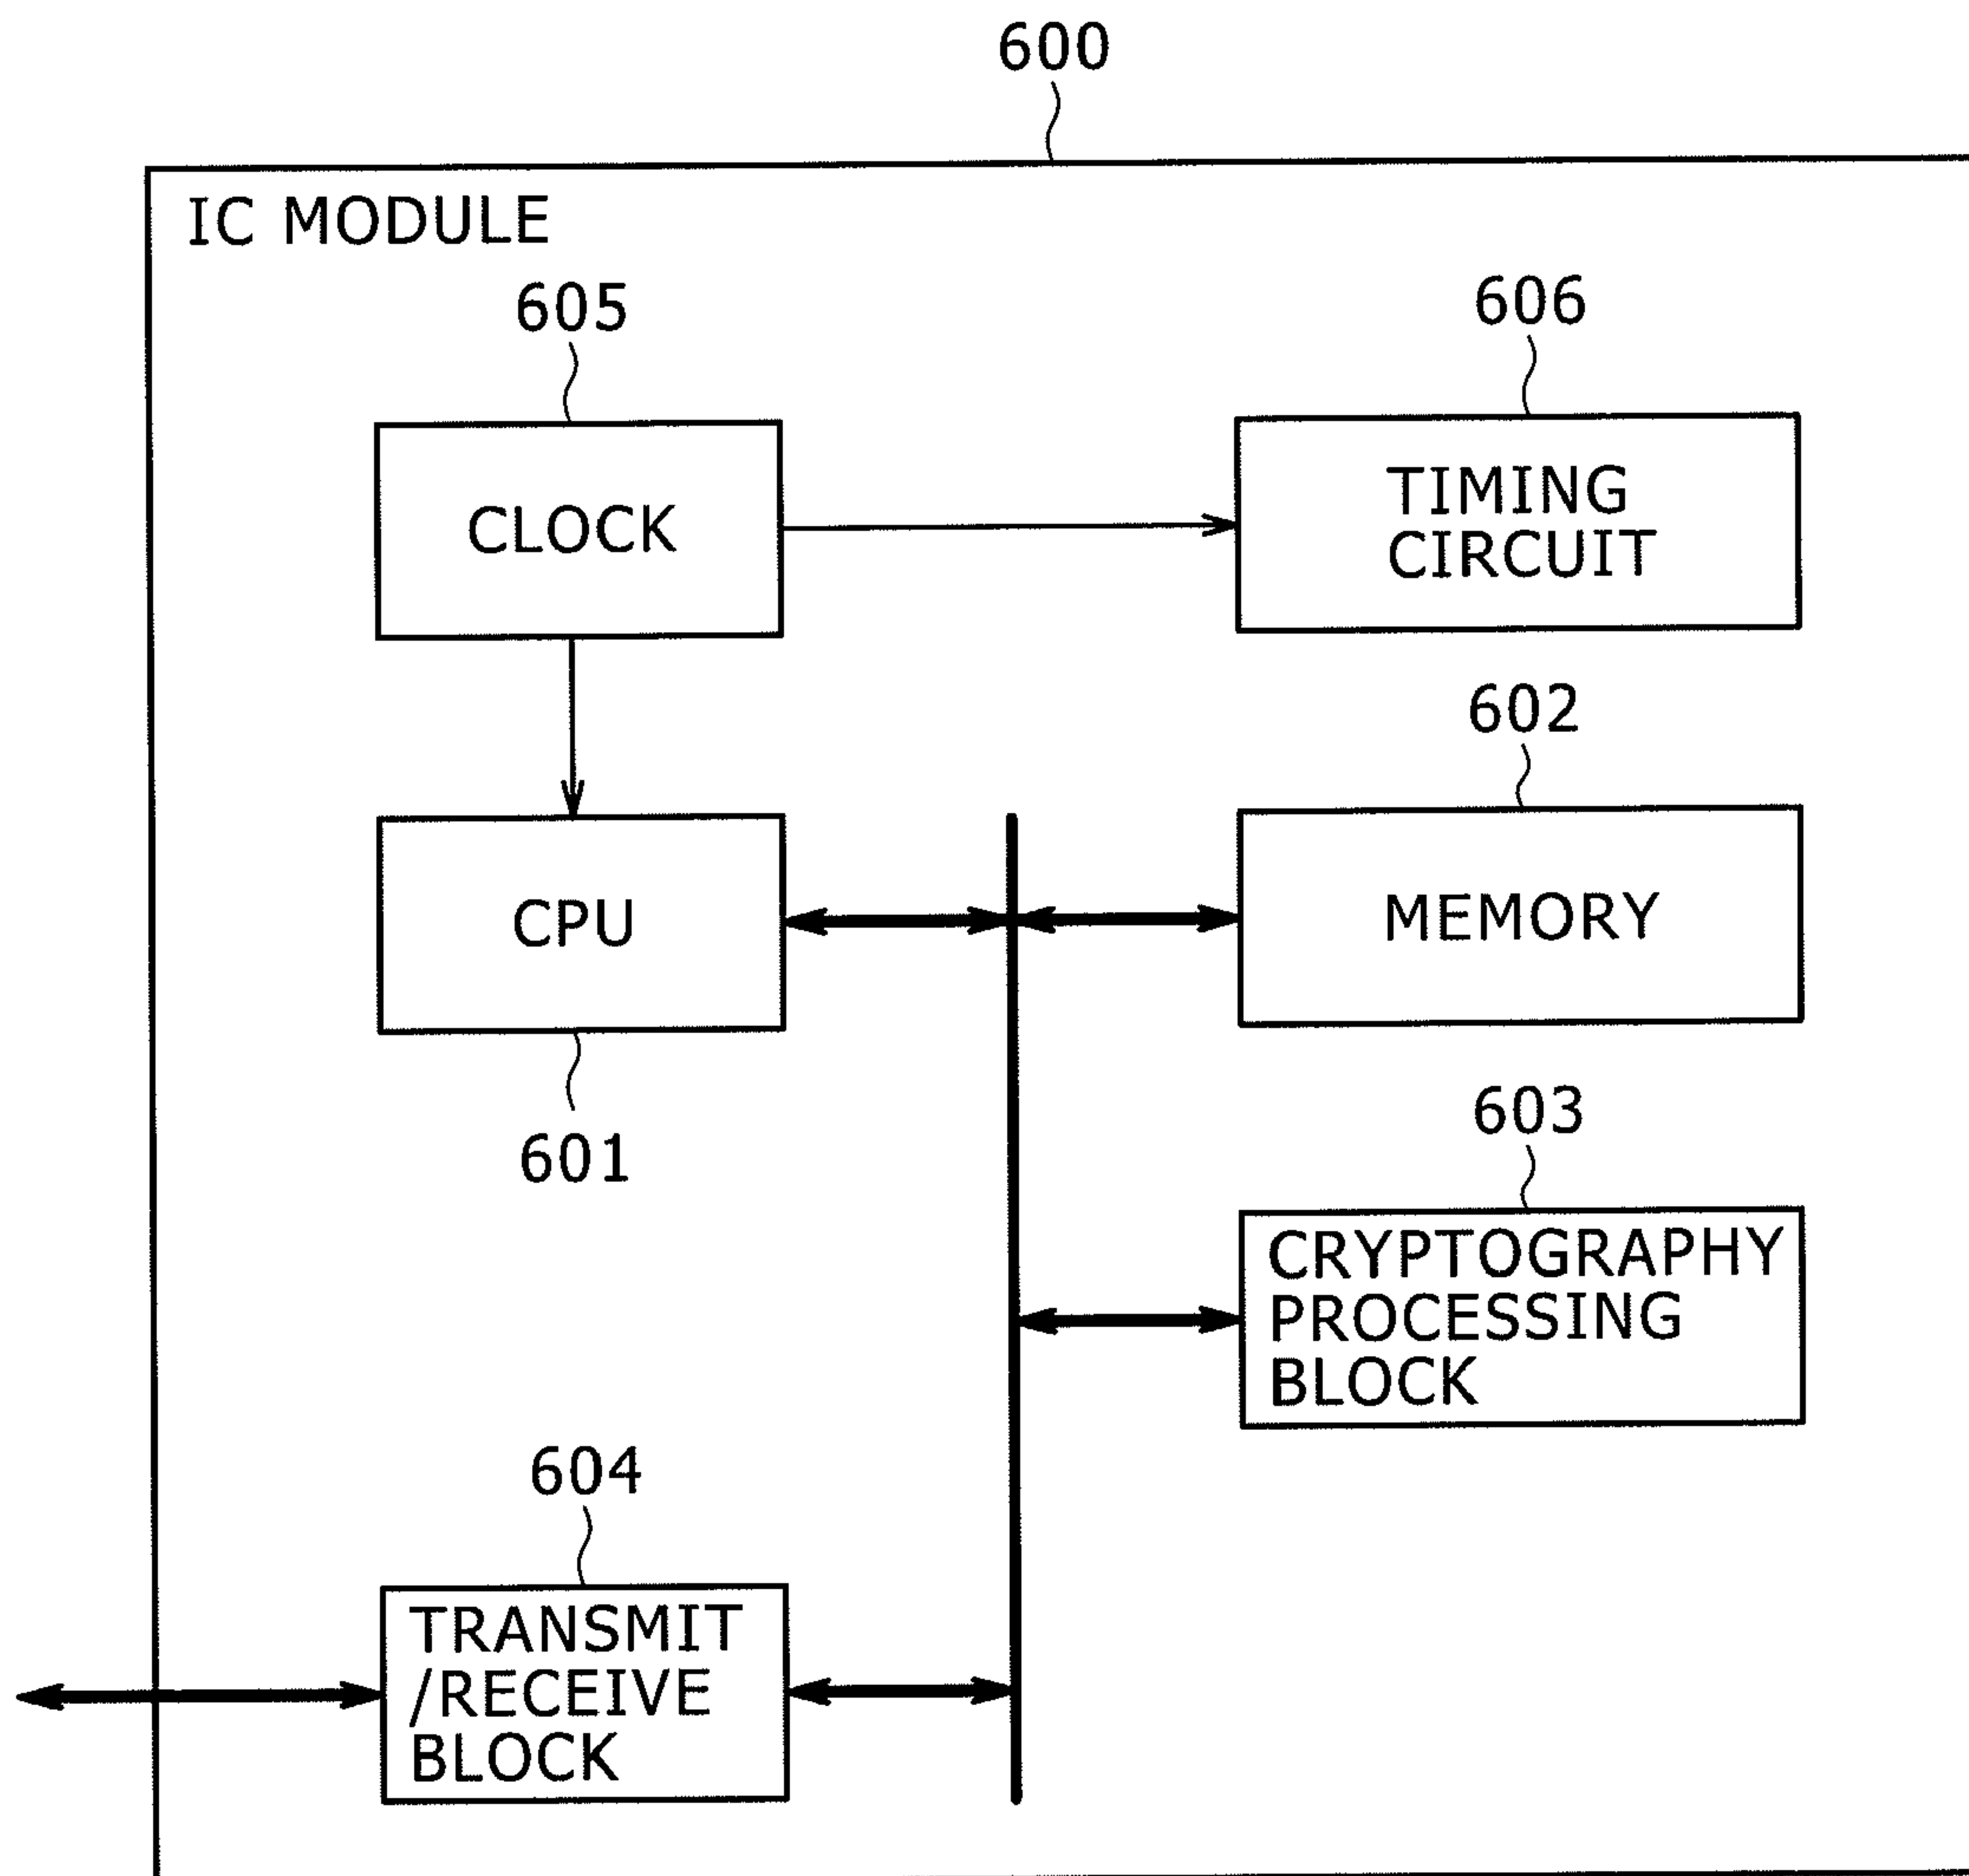 600
IC MODULE
605
606
CLOCK
TIMING
CIRCUIT
602
CPU
MEMORY
601
603
CRYPTOGRAPHY
PROCESSING
BLOCK
604
TRANSMIT
/RECEIVE
BLOCK